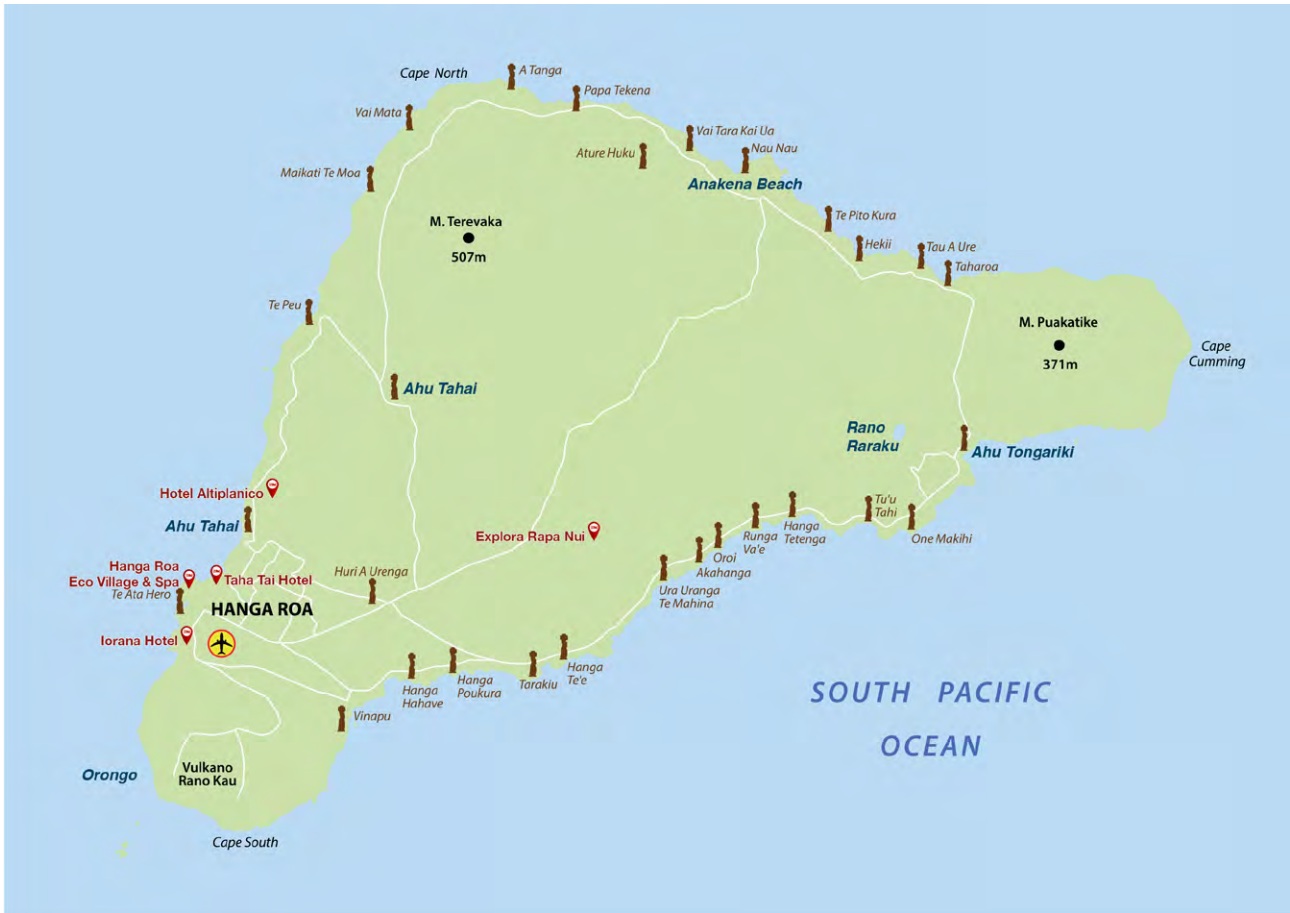 Cape North
A Tanga
Papa Tekena
Vai Mata
Vai Tara Kai Ua
Nau Nau
Ature Huku
Maikati Te Moa
Anakena Beach
Te Pito Kura
M. Terevaka
507m
Hekii
Tau A Ure
Taharoa
Te Peu
M. Puakatike
371m
Cape
Cumming
Ahu Tahai
Rano
Raraku
Ahu Tongariki
Hotel Altiplanico
Ahu Tahai
Explora Rapa Nui
Runga
Va'e
Hanga
Tetenga
Tu'u
Tahi
One Makihi
Oroi
Akahanga
Ura Uranga
Te Mahina
Hanga Roa
Eco Village & Spa
Taha Tai Hotel
Huri A Urenga
Te Ata Hero
HANGA ROA
Iorana Hotel
Hanga
Te'e
Tarakiu
Hanga
Poukura
Hanga
Hahave
Vinapu
SOUTH PACIFIC
OCEAN
Orongo
Vulkano
Rano Kau
Cape South